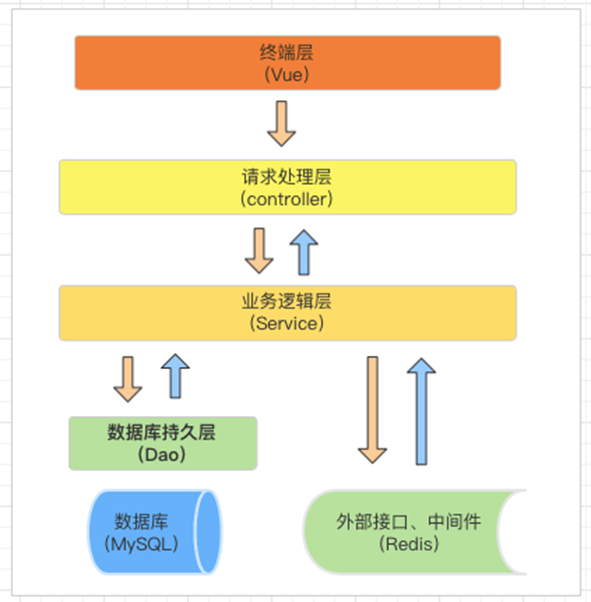 终端层
（Vue）
请求处理层
（controller）
业务逻辑层
（Service）
数据库持久层
（Dao）
数据库
（MySQL）
外部接口、中间件
（Redis）